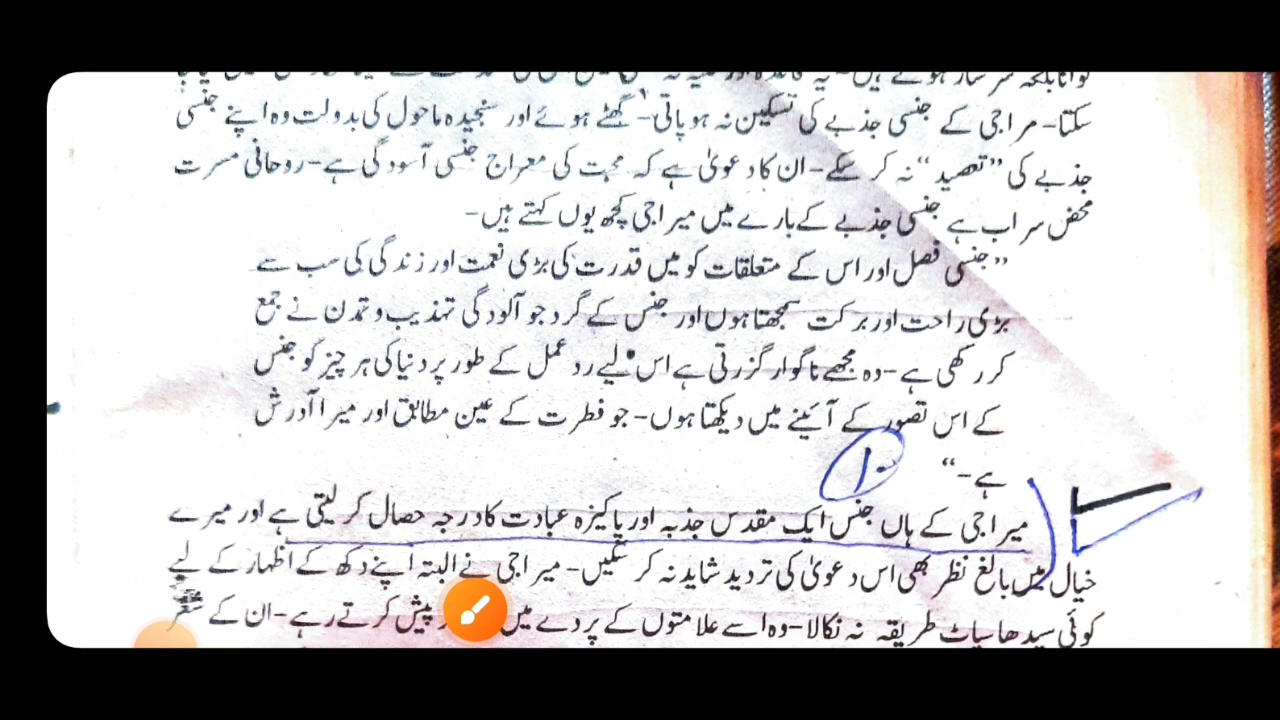 سکتا- مراجی کے جنسی جذبے کی تسکین نہ ہو پاتی- گھٹے ہوئے اور سنجیدہ ماحول کی بدولت وہ اپنے جنسی
جذبے کی ”تعصید“ نہ کر سکے- ان کا دعویٰ ہے کہ محبت کی معراج جنسی آسودگی ہے- روحانی مسرت
محض سراب ہے جنسی جذبے کے بارے میں میراجی کچھ یوں کہتے ہیں-
”جنسی فصل اور اس کے متعلقات کو میں قدرت کی بڑی نعمت اور زندگی کی سب سے
بڑی راحت اور برکت سمجھتا ہوں اور جنس کے گرد جو آلودگی تہذیب و تمدن نے جمع
کر رکھی ہے- وہ مجھے ناگوار گزرتی ہے اس لیے رد عمل کے طور پر دنیا کی ہر چیز کو جنس
کے اس تصور کے آئینے میں دیکھتا ہوں- جو فطرت کے عین مطابق اور میرا آدرش
ہے-“
۱۰
میراجی کے ہاں جنس ایک مقدس جذبہ اور پاکیزہ عبادت کا درجہ حصال کر لیتی ہے اور میرے
خیال میں بالغ نظر بھی اس دعویٰ کی تردید شاید نہ کر سکیں- میراجی نے البتہ اپنے دکھ کے اظہار کے لیے
کوئی سیدھا سپاٹ طریقہ نہ نکالا- وہ اسے علامتوں کے پردے میں پیش کرتے رہے- ان کے سفر